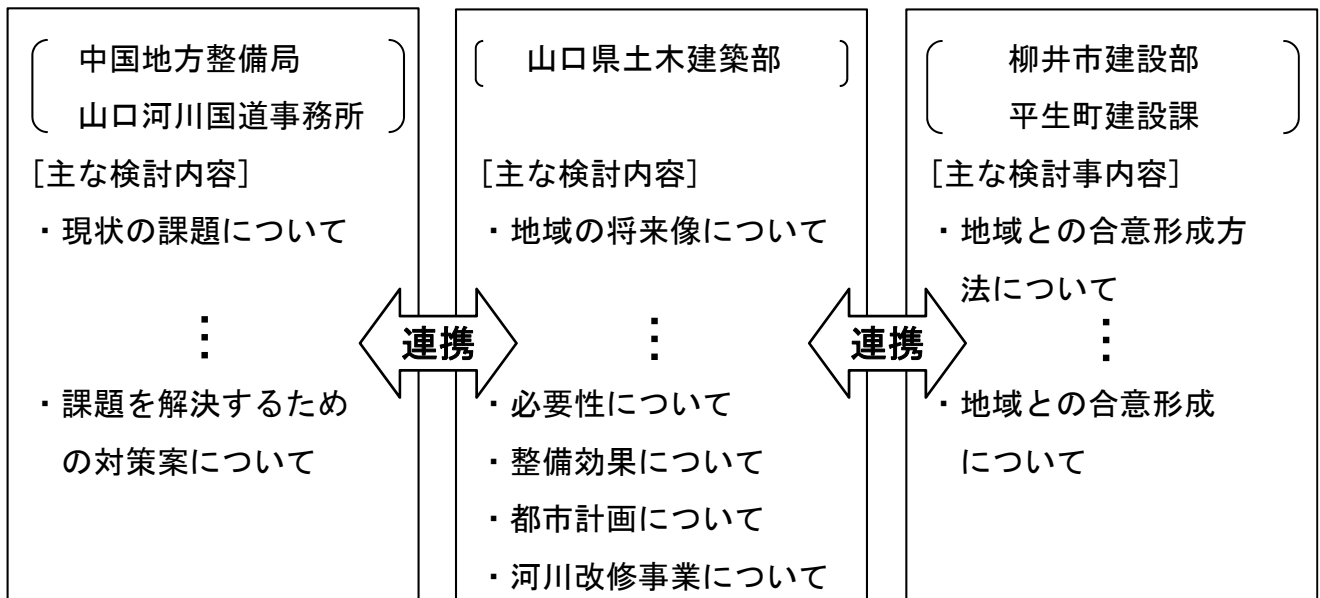 中国地方整備局
山口河川国道事務所
[主な検討内容]
・現状の課題について
⋮
・課題を解決するため
の対策案について
連携
山口県土木建築部
[主な検討内容]
・地域の将来像について
⋮
・必要性について
・整備効果について
・都市計画について
・河川改修事業について
連携
柳井市建設部
平生町建設課
[主な検討事内容]
・地域との合意形成方
法について
⋮
・地域との合意形成
について